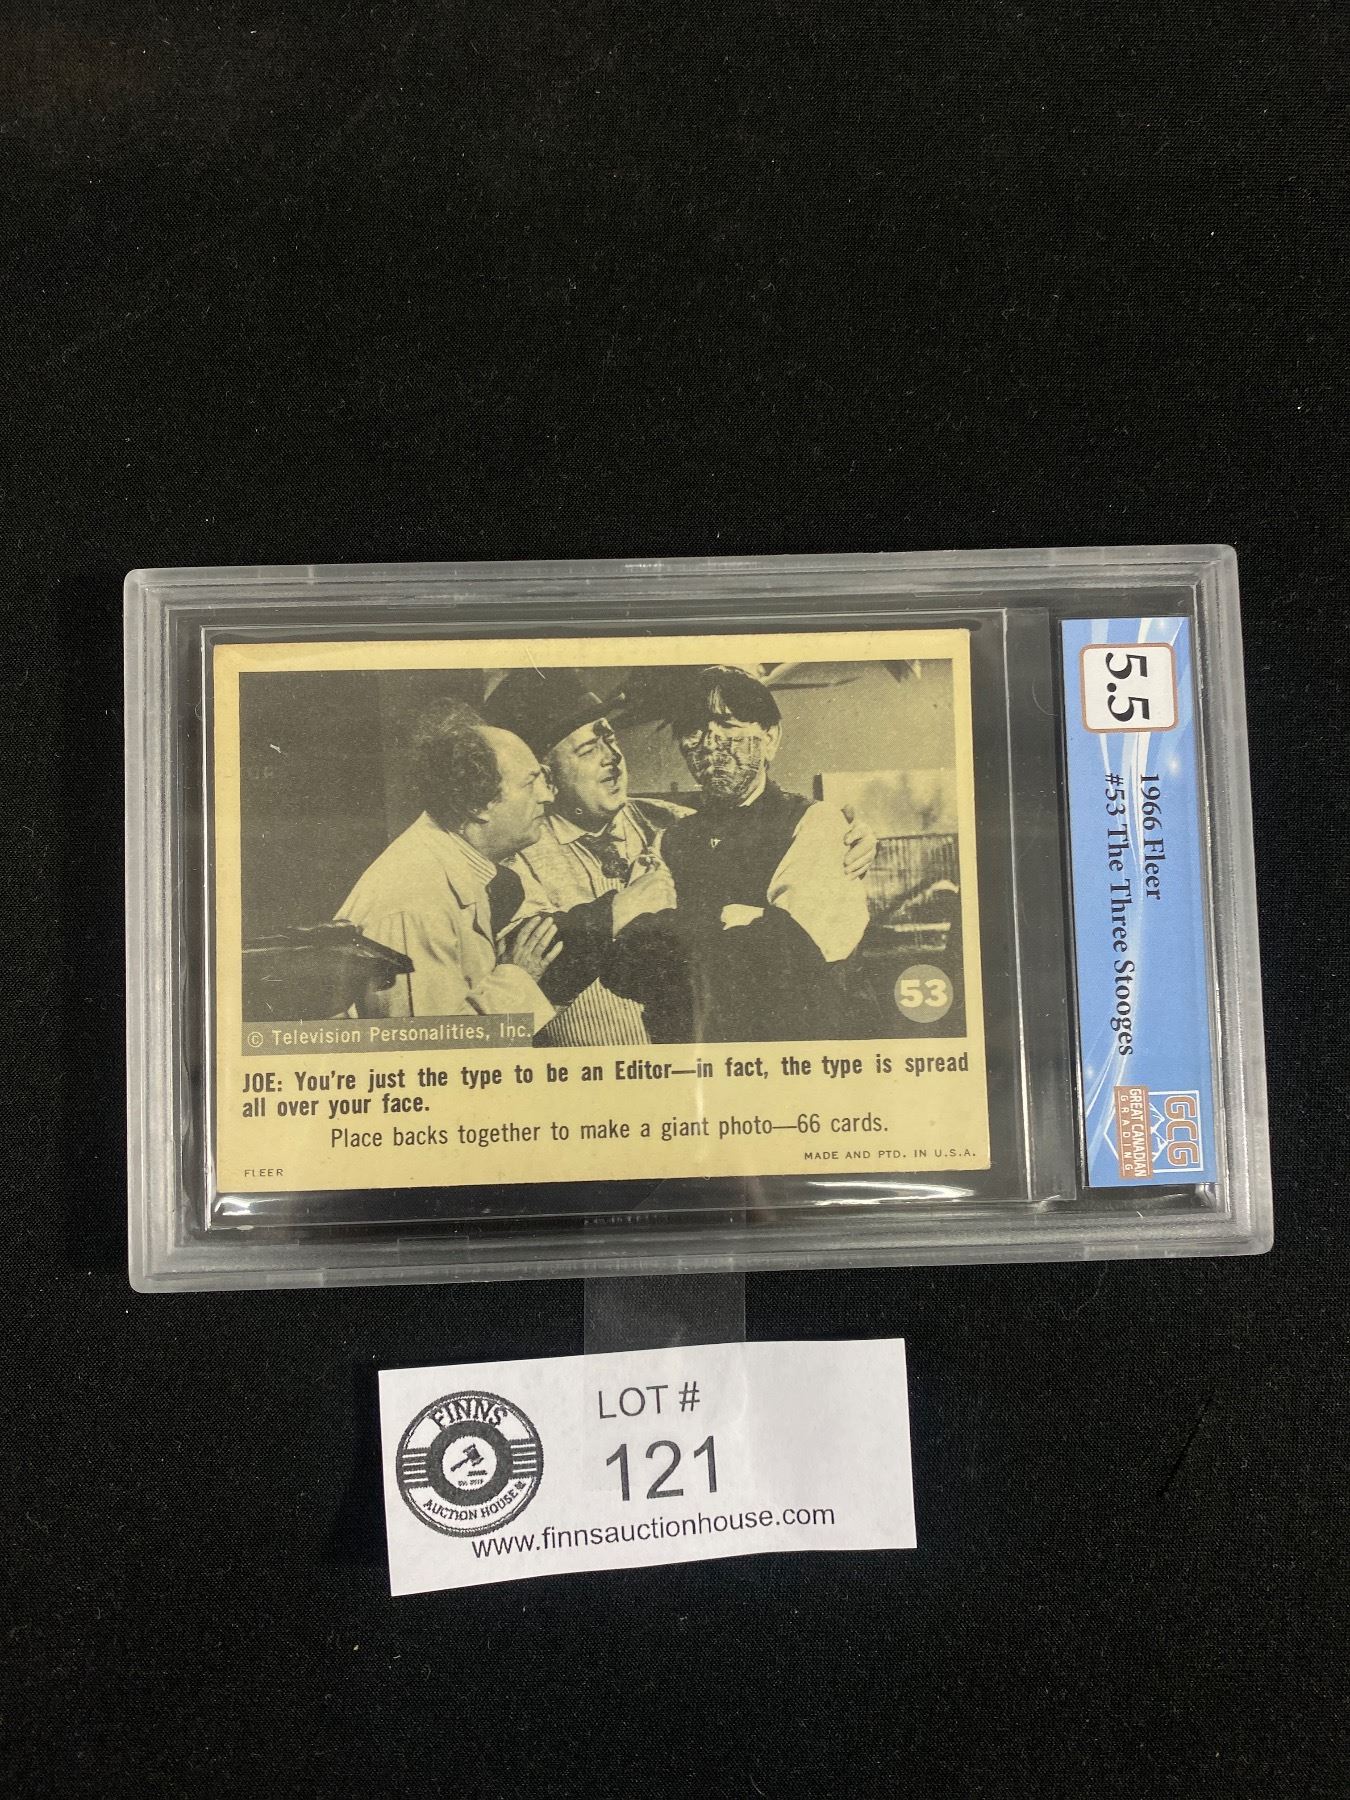 53
© Television Personalities, Inc.
JOE: You're just the type to be an Editor—in fact, the type is spread
all over your face.
Place backs together to make a giant photo—66 cards.
MADE AND PTD. IN U.S.A.
FLEER
5.5
1966 Fleer
#53 The Three Stooges
GCG
GREAT CANADIAN
GRADING
FINNS
AUCTION HOUSE
LOT #
121
www.finnsauctionhouse.com